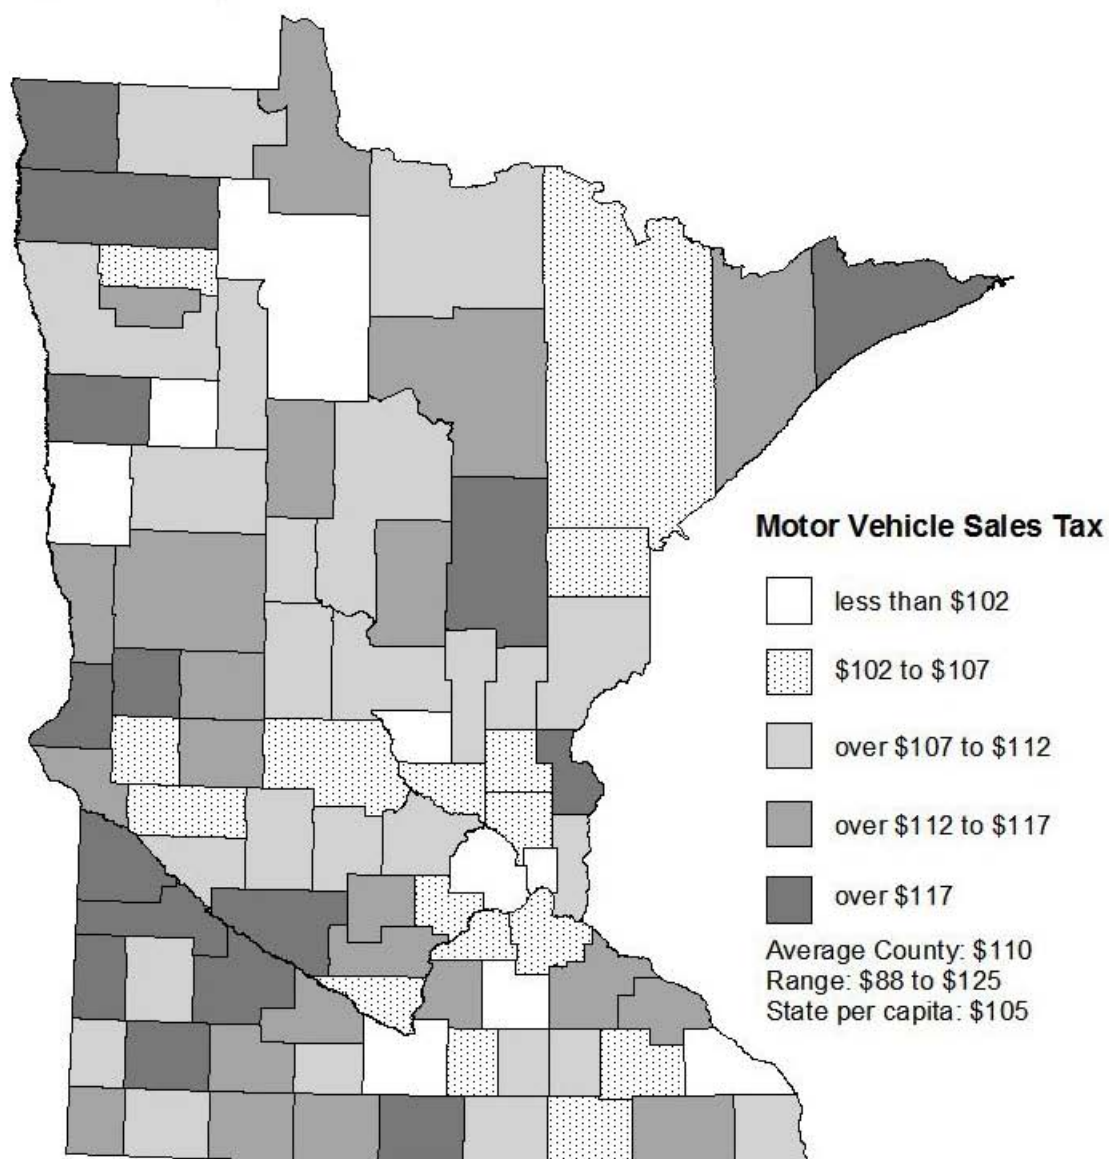 Motor Vehicle Sales Tax
less than $102
$102 to $107
over $107 to $112
over $112 to $117
over $117
Average County: $110
Range: $88 to $125
State per capita: $105